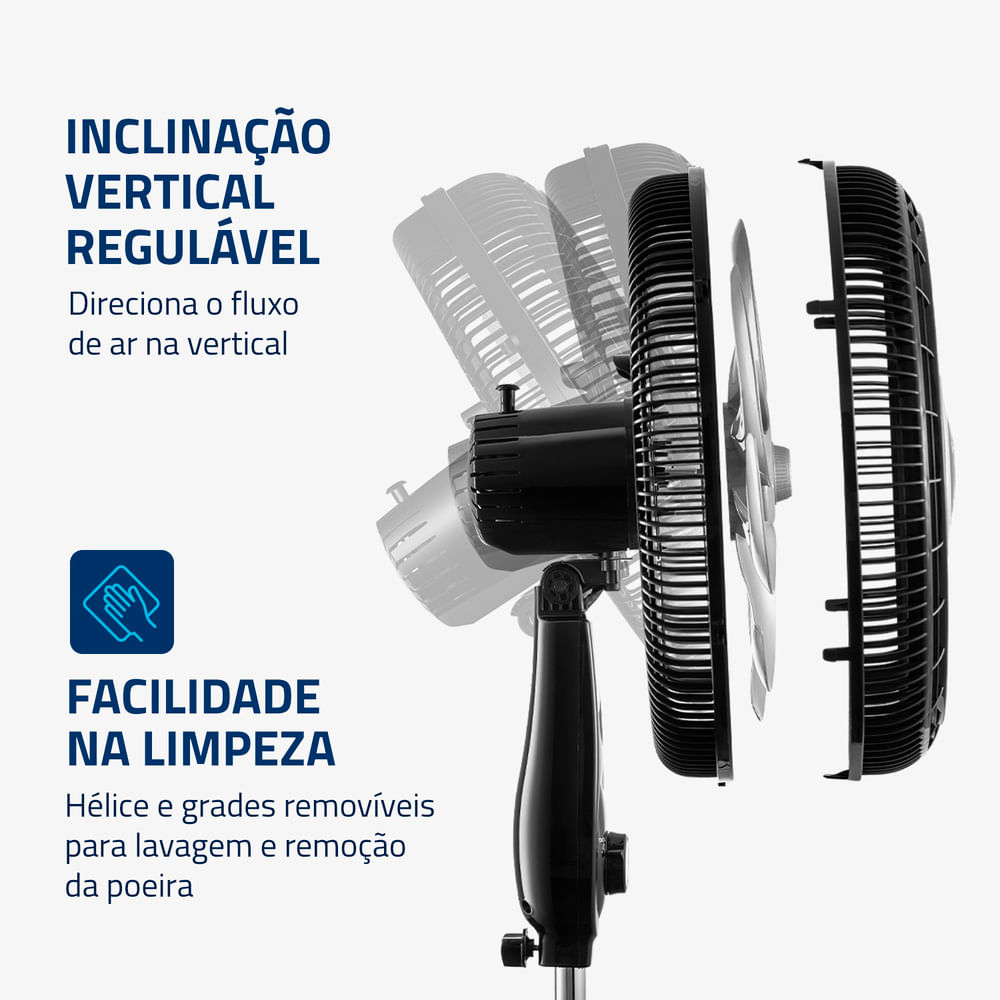 INCLINAÇÃO
VERTICAL
REGULÁVEL
Direciona o fluxo
de ar na vertical
FACILIDADE
NA LIMPEZA
Hélice e grades removíveis
para lavagem e remoção
da poeira